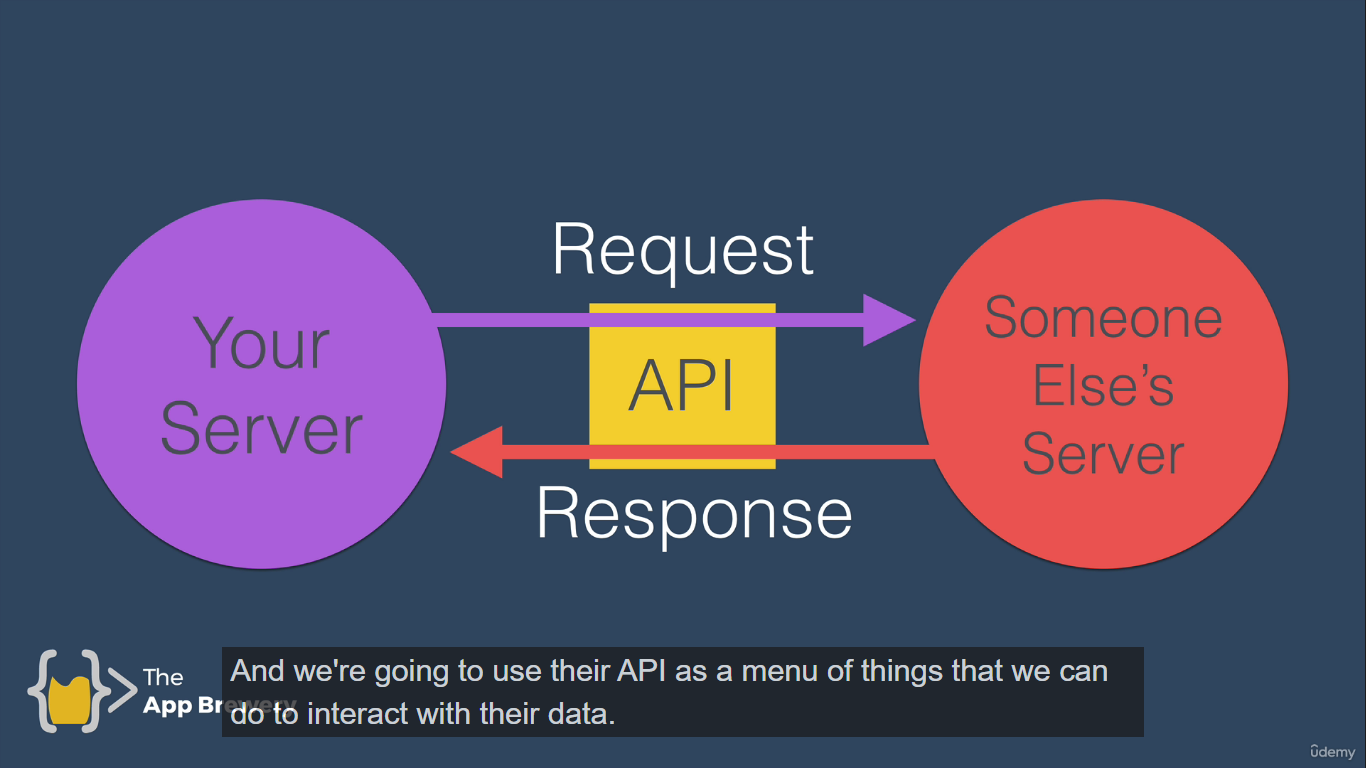 Request
Your
Server
API
Someone
Else's
Server
Response
The
App Brewery
And we're going to use their API as a menu of things that we can
do to interact with their data.
ûdemy